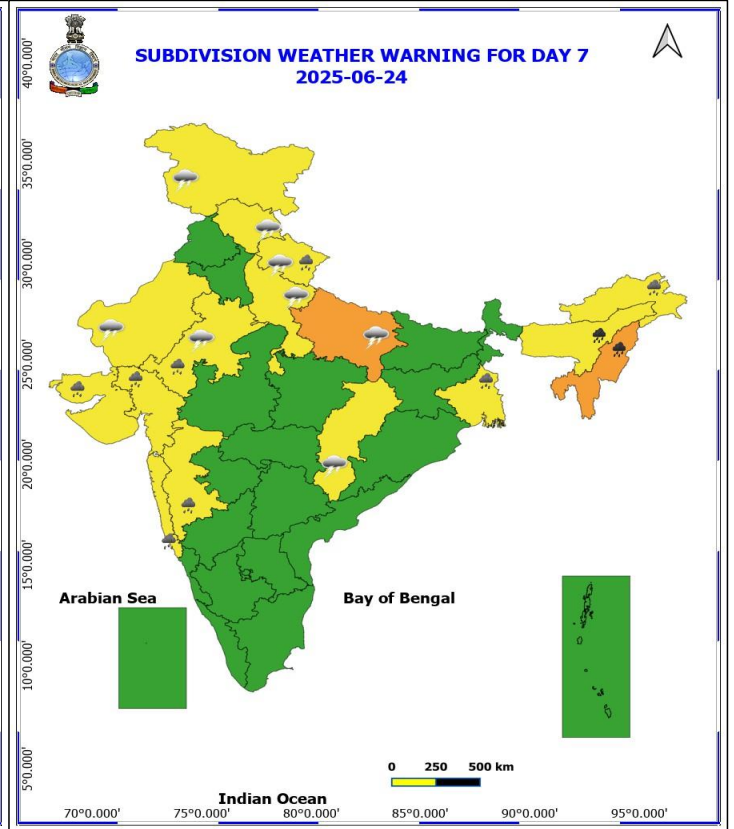 SUBDIVISION WEATHER WARNING FOR DAY 7
2025-06-24
40°0.000'
35°0.000'
30°0.000'
25°0.000'
20°0.000'
15°0.000'
10°0.000'
5°0.000'
Arabian Sea
Bay of Bengal
0 250 500 km
Indian Ocean
70°0.000' 75°0.000' 80°0.000' 85°0.000' 90°0.000' 95°0.000'